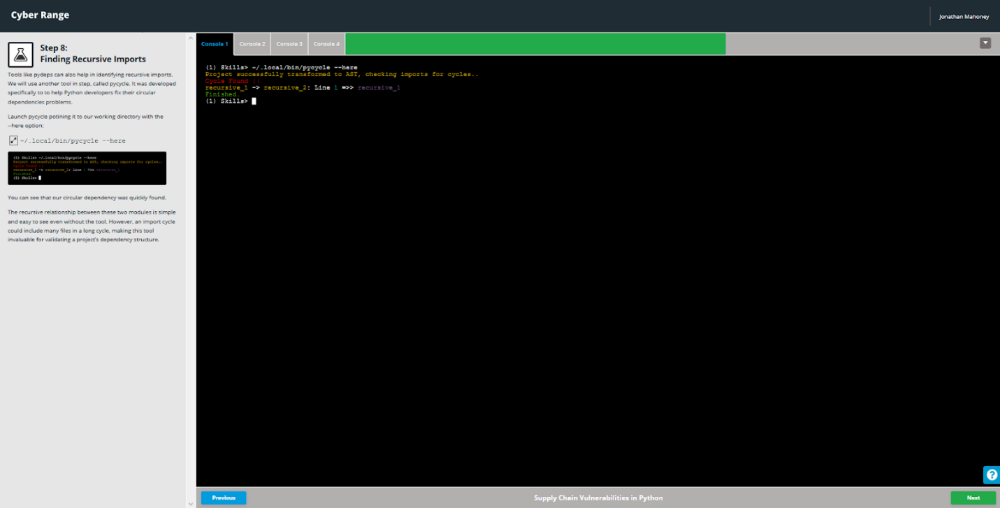 Cyber Range
Jonathan Mahoney
Step 8:
Finding Recursive Imports
Tools like pydeps can also help in identifying recursive imports.
We will use another tool in step, called pycycle. It was developed
specifically to to help Python developers fix their circular
dependencies problems.
Launch pycycle potining it to our working directory with the
--here option:
~/.local/bin/pycycle --here
(1) Skills> ~/.local/bin/pycycle --here
Project successfully transformed to AST, checking imports for cycles..
Cycle Found :(
recursive_1 -> recursive_2: Line 1 =>> recursive_1
Finished.
(1) Skills>
You can see that our circular dependency was quickly found.
The recursive relationship between these two modules is simple
and easy to see even without the tool. However, an import cycle
could include many files in a long cycle, making this tool
invaluable for validating a project's dependency structure.
Console 1
Console 2
Console 3
Console 4
(1) Skills> ~/.local/bin/pycycle --here
Project successfully transformed to AST, checking imports for cycles..
Cycle Found :(
recursive_1 -> recursive_2: Line 1 =>> recursive_1
Finished.
(1) Skills>
?
Previous
Supply Chain Vulnerabilities in Python
Next